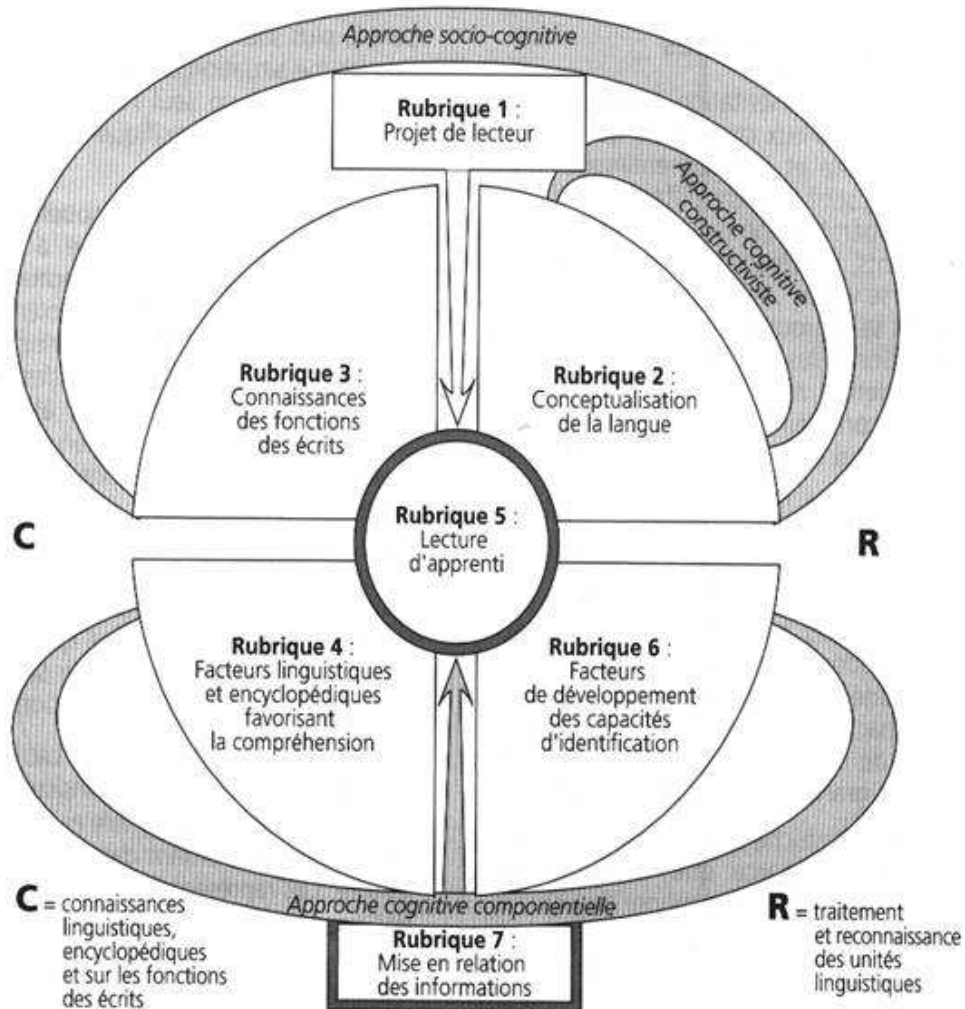 Approche socio-cognitive
Rubrique 1 :
Projet de lecteur
Approche cognitive
constructiviste
Rubrique 3 :
Connaissances
des fonctions
des écrits
Rubrique 2 :
Conceptualisation
de la langue
Rubrique 5 :
Lecture
d'apprenti
C
R
Rubrique 4 :
Facteurs linguistiques
et encyclopédiques
favorisant
la compréhension
Rubrique 6 :
Facteurs
de développement
des capacités
d'identification
Approche cognitive componentielle
Rubrique 7 :
Mise en relation
des informations
C = connaissances
linguistiques,
encyclopédiques
et sur les fonctions
des écrits
R = traitement
et reconnaissance
des unités
linguistiques